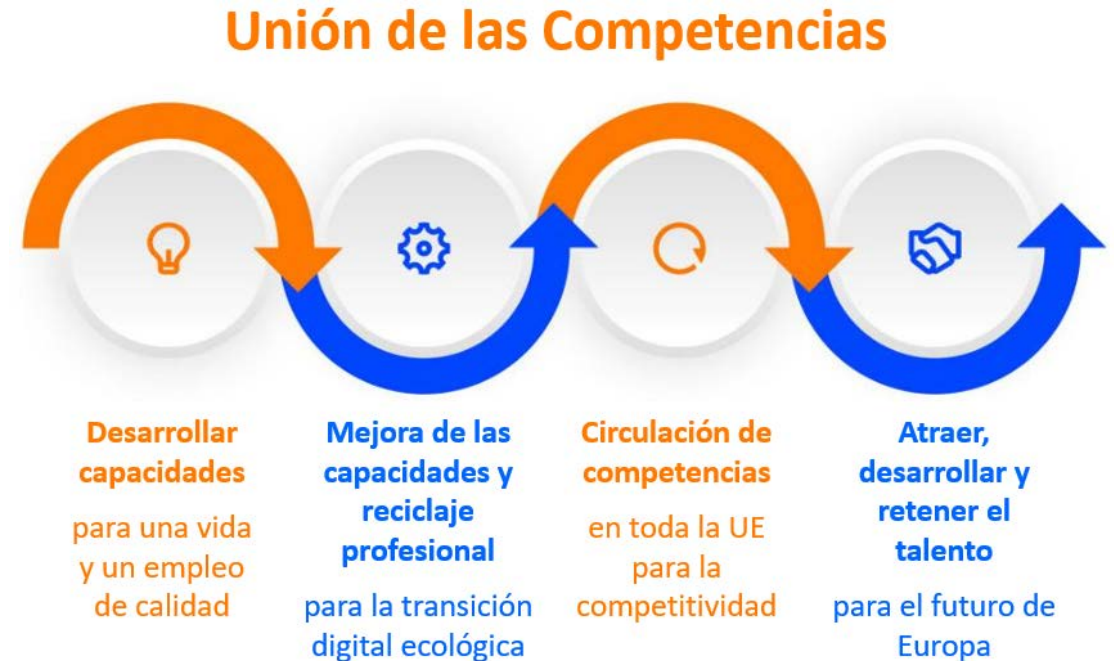 Unión de las Competencias
Desarrollar
capacidades
para una vida
y un empleo
de calidad
Mejora de las
capacidades y
reciclaje
profesional
para la transición
digital ecológica
Circulación de
competencias
en toda la UE
para la
competitividad
Atraer,
desarrollar y
retener el
talento
para el futuro de
Europa